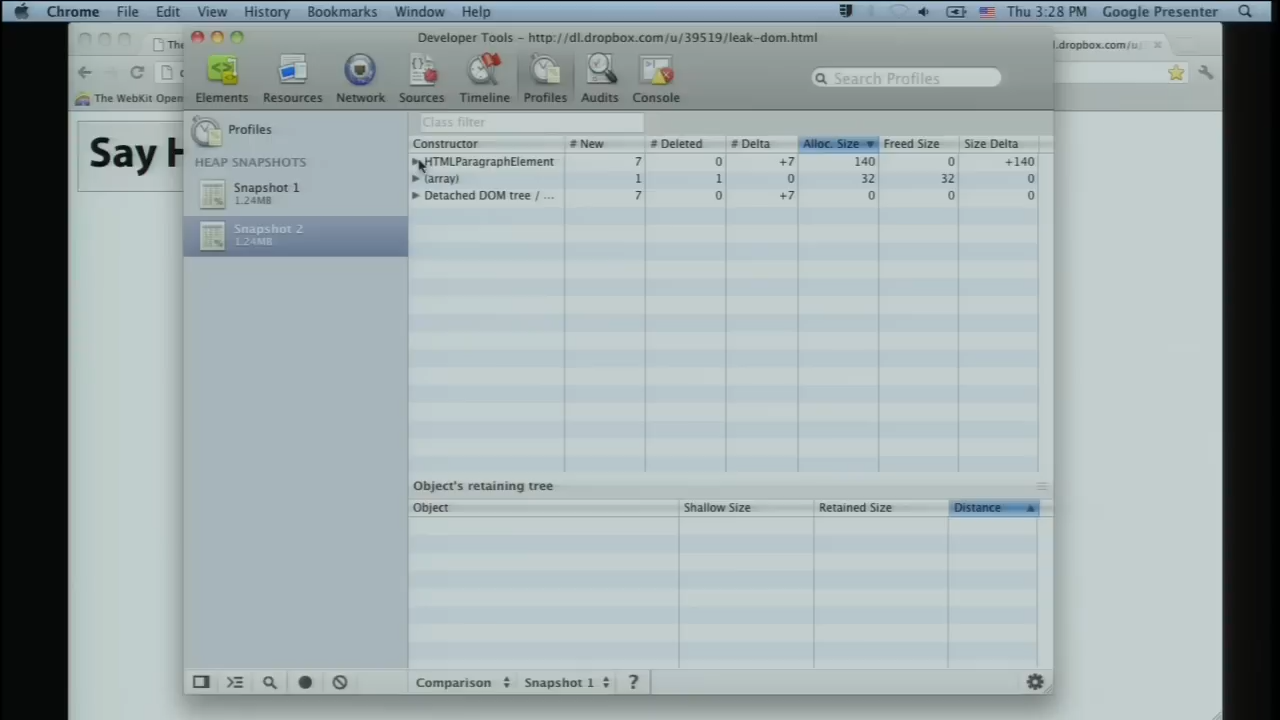 Chrome File Edit View History Bookmarks Window Help Thu 3:28 PM Google Presenter
Developer Tools - http://dl.dropbox.com/u/39519/leak-dom.html
The
l.dropbox.com/u/
Elements Resources Network Sources Timeline Profiles Audits Console
Search Profiles
The WebKit Open
Say H
Profiles
HEAP SNAPSHOTS
Snapshot 1
1.24MB
Snapshot 2
1.24MB
Class filter
Constructor # New # Deleted # Delta Alloc. Size Freed Size Size Delta
HTMLParagraphElement 7 0 +7 140 0 +140
(array) 1 1 0 32 32 0
Detached DOM tree / ... 7 0 +7 0 0 0
Object's retaining tree
Object Shallow Size Retained Size Distance
Comparison Snapshot 1 ?